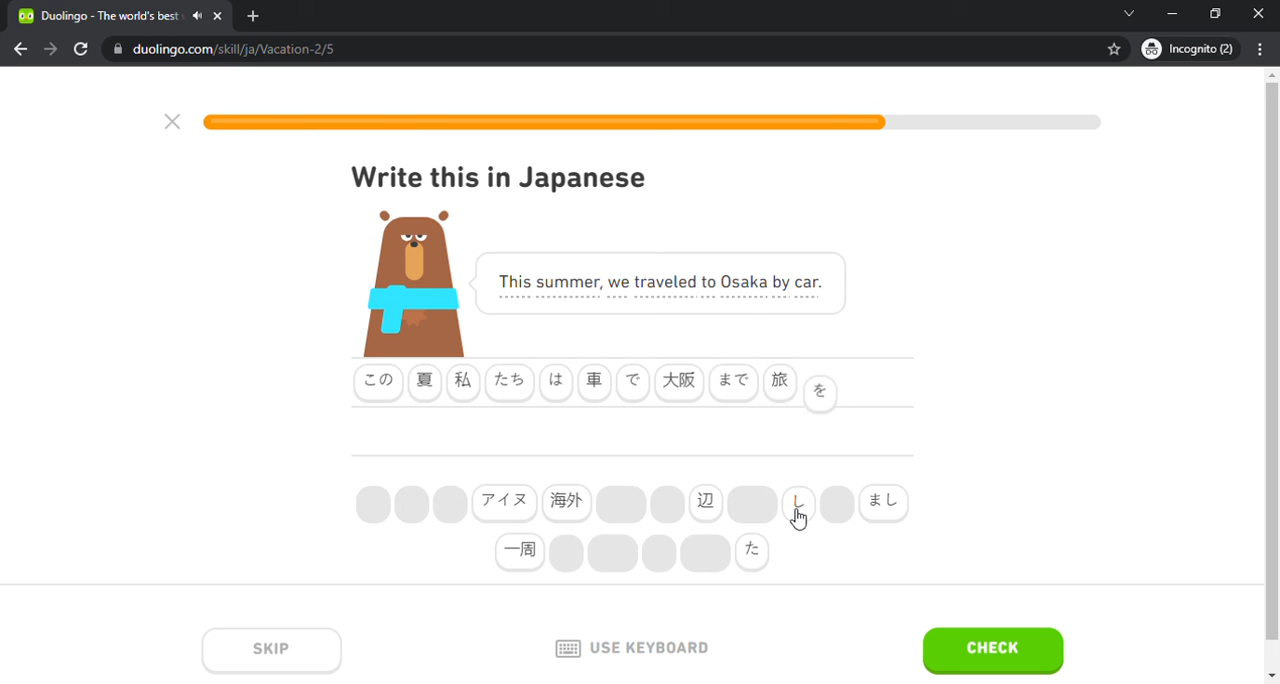 Duolingo - The world's best
duolingo.com/skill/ja/Vacation-2/5
Incognito (2)
Write this in Japanese
This summer, we traveled to Osaka by car.
この 夏 私 たち は 車 で 大阪 まで 旅 を
アイヌ 海外 辺 し まし
一周 た
SKIP
USE KEYBOARD
CHECK